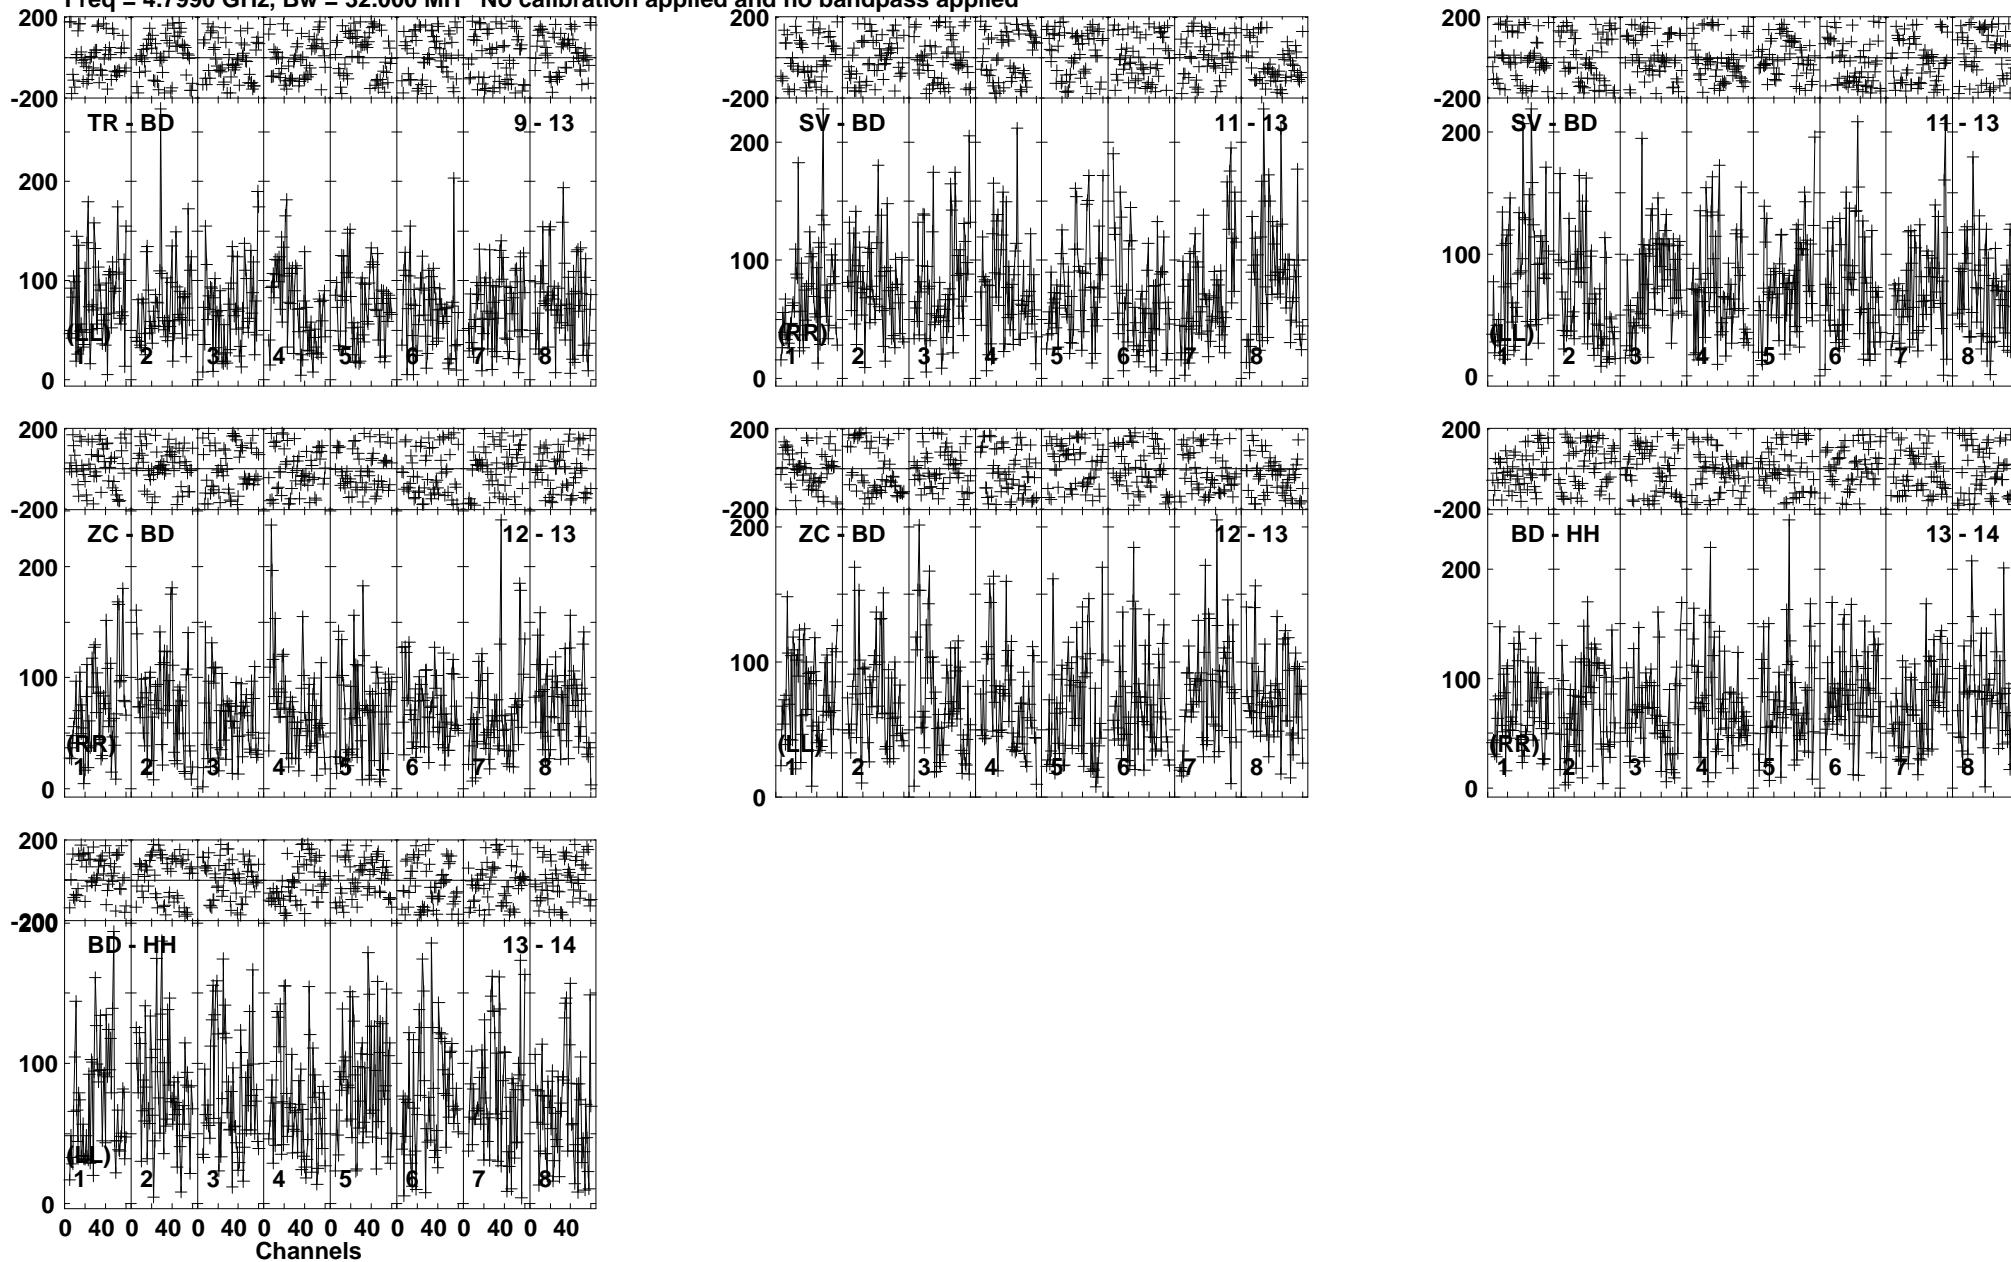 Freq = 4.7990 GHz, Bw = 32.000 MH No calibration applied and no bandpass applied
200 200 200
-200 -200 -200
TR - BD 9 - 13 SV - BD 11 - 13 SV - BD 11 - 13
200 200 200
100 100 100
(LL) (RR) (LL)
1 2 3 4 5 6 7 8 1 2 3 4 5 6 7 8 1 2 3 4 5 6 7 8
0 0 0
200 200 200
-200 -200 -200
ZC - BD 12 - 13 ZC - BD 12 - 13 BD - HH 13 - 14
200 200 200
100 100 100
(RR) (LL) (RR)
1 2 3 4 5 6 7 8 1 2 3 4 5 6 7 8 1 2 3 4 5 6 7 8
0 0 0
200
-200
200
BD - HH 13 - 14
100
(LL)
1 2 3 4 5 6 7 8
0
0 40 0 40 0 40 0 40 0 40 0 40 0 40 0 40
Channels